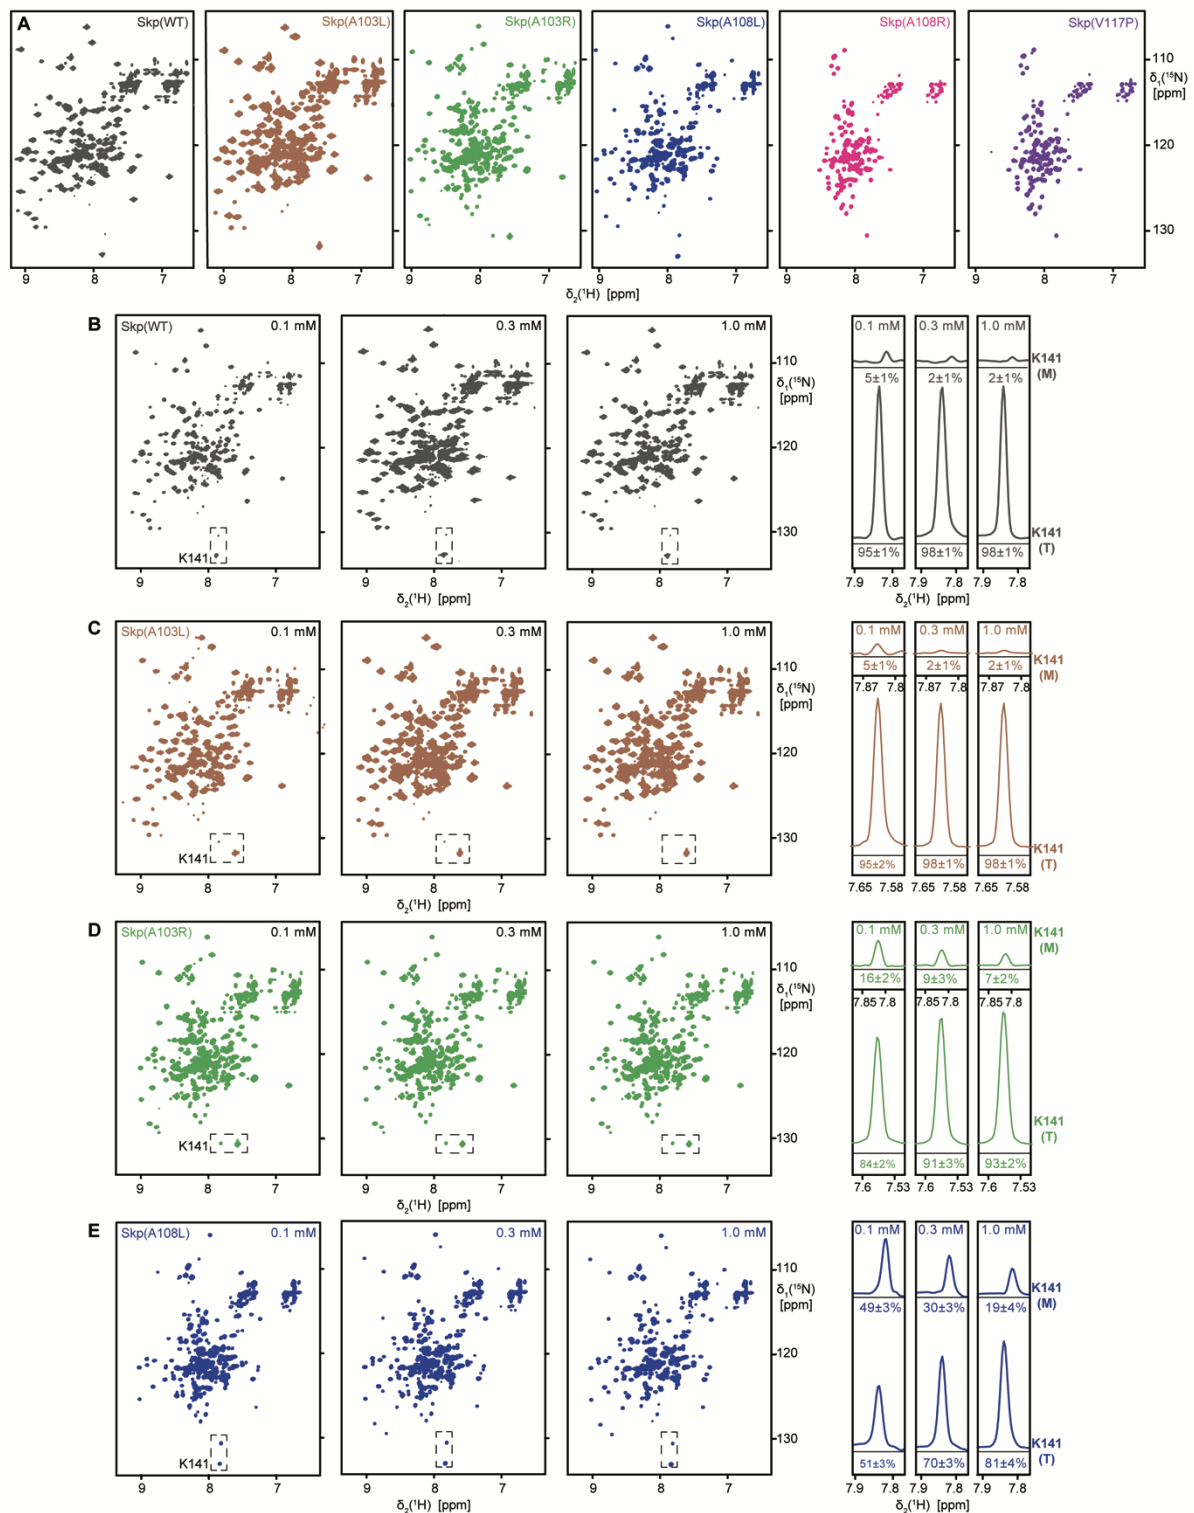 A
Skp(WT)
Skp(A103L)
Skp(A103R)
Skp(A108L)
Skp(A108R)
Skp(V117P)
110
δ₁(¹⁵N)
[ppm]
120
130
9 8 7
9 8 7
9 8 7
9 8 7
9 8 7
9 8 7
δ₂(¹H) [ppm]
B
Skp(WT) 0.1 mM
0.3 mM
1.0 mM
110
δ₁(¹⁵N)
[ppm]
120
130
K141
9 8 7
9 8 7
9 8 7
δ₂(¹H) [ppm]
0.1 mM 0.3 mM 1.0 mM
K141
(M)
5±1% 2±1% 2±1%
K141
(T)
95±1% 98±1% 98±1%
7.9 7.8 7.9 7.8 7.9 7.8
δ₂(¹H) [ppm]
C
Skp(A103L) 0.1 mM
0.3 mM
1.0 mM
110
δ₁(¹⁵N)
[ppm]
120
130
K141
9 8 7
9 8 7
9 8 7
δ₂(¹H) [ppm]
0.1 mM 0.3 mM 1.0 mM
K141
(M)
5±1% 2±1% 2±1%
7.87 7.8 7.87 7.8 7.87 7.8
K141
(T)
95±2% 98±1% 98±1%
7.65 7.58 7.65 7.58 7.65 7.58
D
Skp(A103R) 0.1 mM
0.3 mM
1.0 mM
110
δ₁(¹⁵N)
[ppm]
120
130
K141
9 8 7
9 8 7
9 8 7
δ₂(¹H) [ppm]
0.1 mM 0.3 mM 1.0 mM
K141
(M)
16±2% 9±3% 7±2%
7.85 7.8 7.85 7.8 7.85 7.8
K141
(T)
84±2% 91±3% 93±2%
7.6 7.53 7.6 7.53 7.6 7.53
E
Skp(A108L) 0.1 mM
0.3 mM
1.0 mM
110
δ₁(¹⁵N)
[ppm]
120
130
K141
9 8 7
9 8 7
9 8 7
δ₂(¹H) [ppm]
0.1 mM 0.3 mM 1.0 mM
K141
(M)
49±3% 30±3% 19±4%
K141
(T)
51±3% 70±3% 81±4%
7.9 7.8 7.9 7.8 7.9 7.8
δ₂(¹H) [ppm]